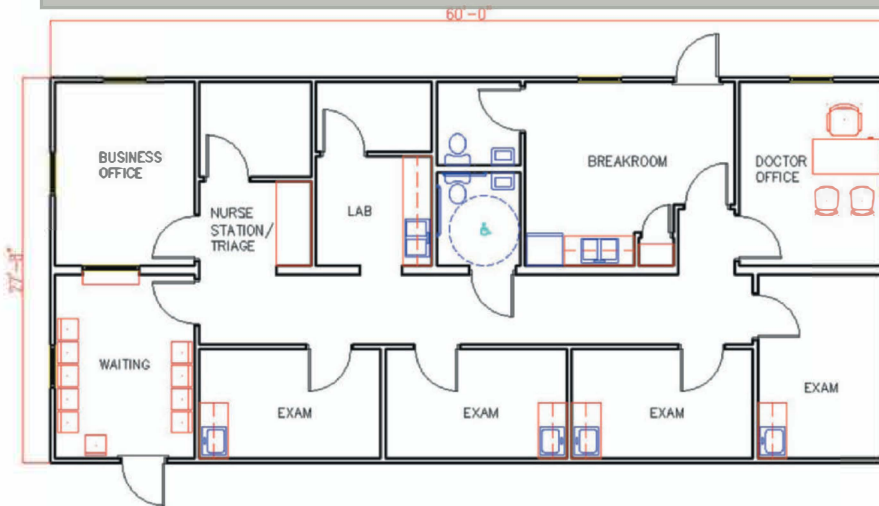 60'-0"
BUSINESS
OFFICE
NURSE
STATION/
TRIAGE
LAB
BREAKROOM
DOCTOR
OFFICE
27'-8"
WAITING
EXAM
EXAM
EXAM
EXAM